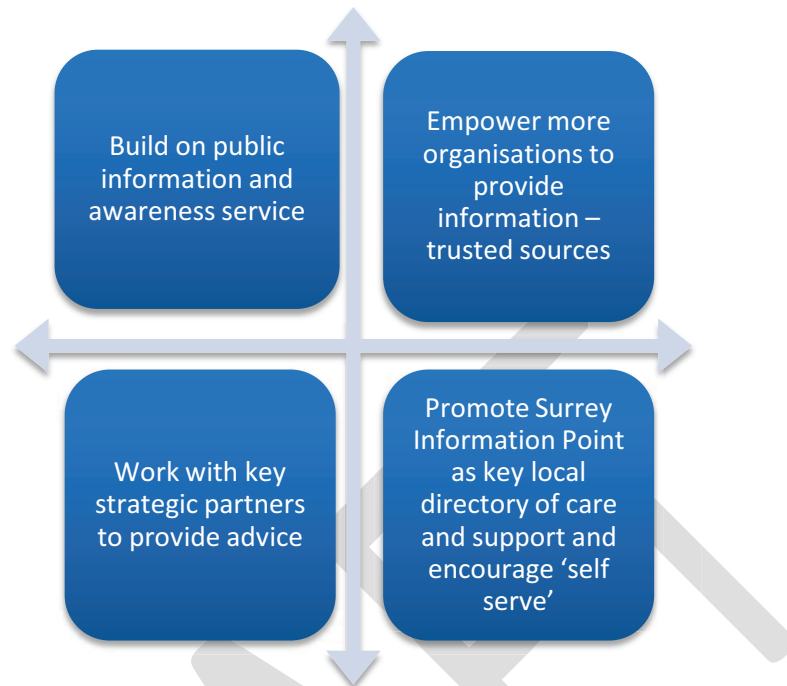 Build on public
information and
awareness service
Empower more
organisations to
provide
information –
trusted sources
Work with key
strategic partners
to provide advice
Promote Surrey
Information Point
as key local
directory of care
and support and
encourage ‘self
serve’